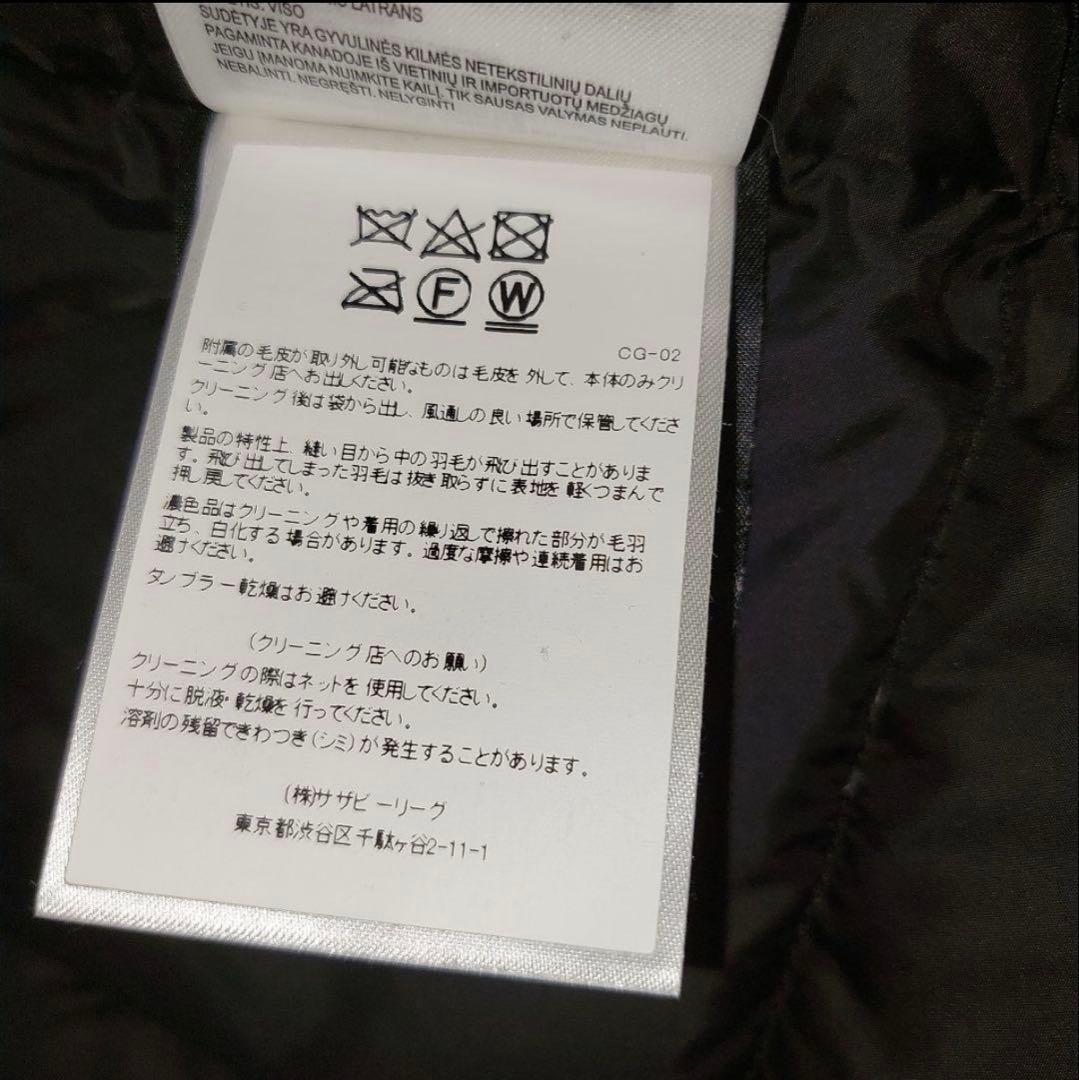 VISO
LATRANS
SUDĖTYJE YRA GYVULINĖS KILMĖS NETEKSTILINIŲ DALIŲ
PAGAMINTA KANADOJE IŠ VIETINIŲ IR IMPORTUOTŲ MEDŽIAGŲ
JEIGU ĮMANOMA NUIMKITE KAILĮ. TIK SAUSAS VALYMAS NEPLAUTI.
NEBALINTI. NEGRĘŠTI. NELYGINTI
F W
CG-02
附属の毛皮が取り外し可能なものは毛皮を外して、本体のみクリ
ーニング店へお出しください。
クリーニング後は袋から出し、風通しの良い場所で保管してくださ
い。
製品の特性上、縫い目から中の羽毛が飛び出すことがありま
す。飛び出してしまった羽毛は抜き取らずに表地を軽くつまんで
押し戻してください。
濃色品はクリーニングや着用の繰り返しで擦れた部分が毛羽
立ち、白化する場合があります。過度な摩擦や連続着用はお
避けください。
タンブラー乾燥はお避けください。
(クリーニング店へのお願い)
クリーニングの際はネットを使用してください。
十分に脱液・乾燥を行ってください。
溶剤の残留できわつき(シミ)が発生することがあります。
(株)サザビーリーグ
東京都渋谷区千駄ヶ谷2-11-1